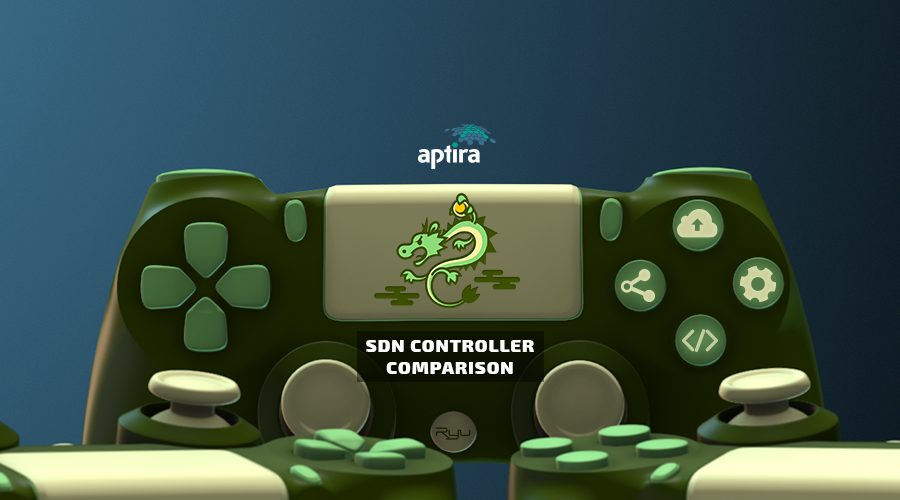 aptira
SDN CONTROLLER
COMPARISON
Ryu